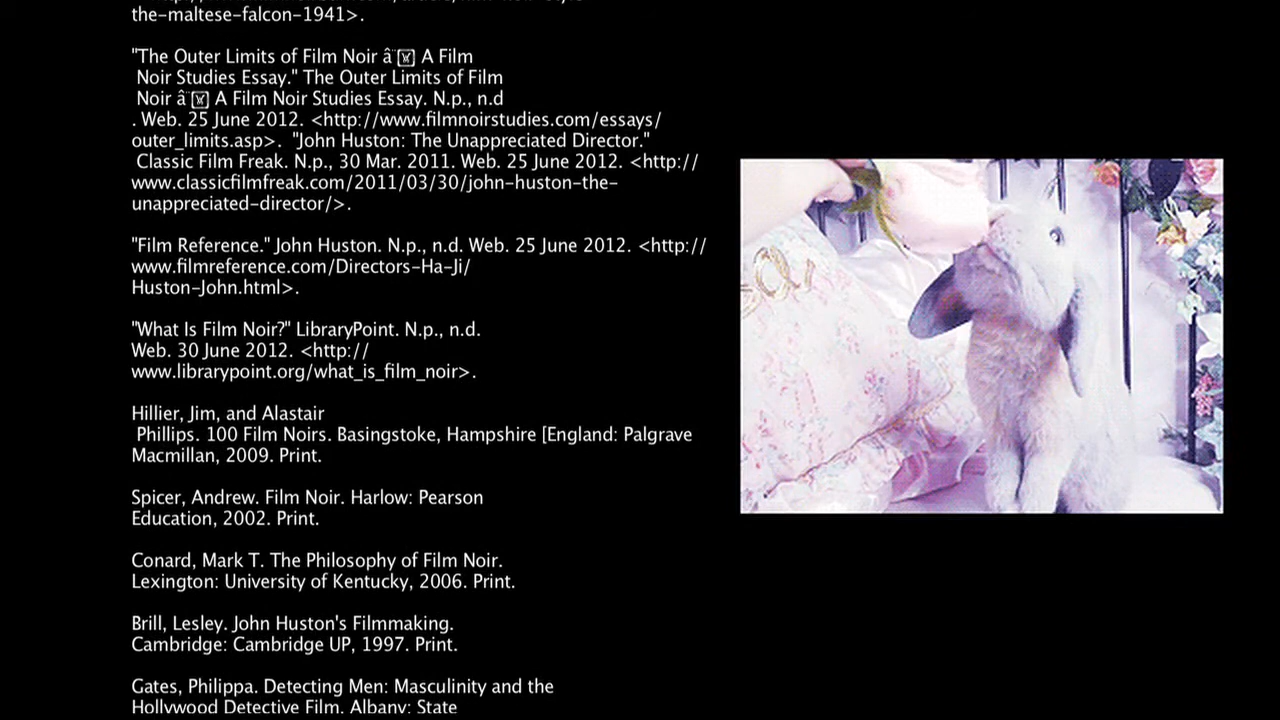 the-maltese-falcon-1941>.
"The Outer Limits of Film Noir â A Film
Noir Studies Essay." The Outer Limits of Film
Noir â A Film Noir Studies Essay. N.p., n.d
. Web. 25 June 2012. <http://www.filmnoirstudies.com/essays/
outer_limits.asp>. "John Huston: The Unappreciated Director."
Classic Film Freak. N.p., 30 Mar. 2011. Web. 25 June 2012. <http://
www.classicfilmfreak.com/2011/03/30/john-huston-the-
unappreciated-director/>.
"Film Reference." John Huston. N.p., n.d. Web. 25 June 2012. <http://
www.filmreference.com/Directors-Ha-Ji/
Huston-John.html>.
"What Is Film Noir?" LibraryPoint. N.p., n.d.
Web. 30 June 2012. <http://
www.librarypoint.org/what_is_film_noir>.
Hillier, Jim, and Alastair
Phillips. 100 Film Noirs. Basingstoke, Hampshire [England: Palgrave
Macmillan, 2009. Print.
Spicer, Andrew. Film Noir. Harlow: Pearson
Education, 2002. Print.
Conard, Mark T. The Philosophy of Film Noir.
Lexington: University of Kentucky, 2006. Print.
Brill, Lesley. John Huston's Filmmaking.
Cambridge: Cambridge UP, 1997. Print.
Gates, Philippa. Detecting Men: Masculinity and the
Hollywood Detective Film. Albany: State